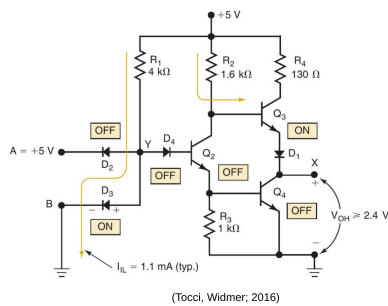 +5 V
R1
4 kΩ
R2
1.6 kΩ
R4
130 Ω
Q3
ON
OFF
Y
D4
D1
X
A = +5 V
D2
OFF
Q2
OFF
+
D3
B
− +
Q4
OFF
VOH ≥ 2.4 V
ON
R3
1 kΩ
−
IIL = 1.1 mA (typ.)
(Tocci, Widmer; 2016)